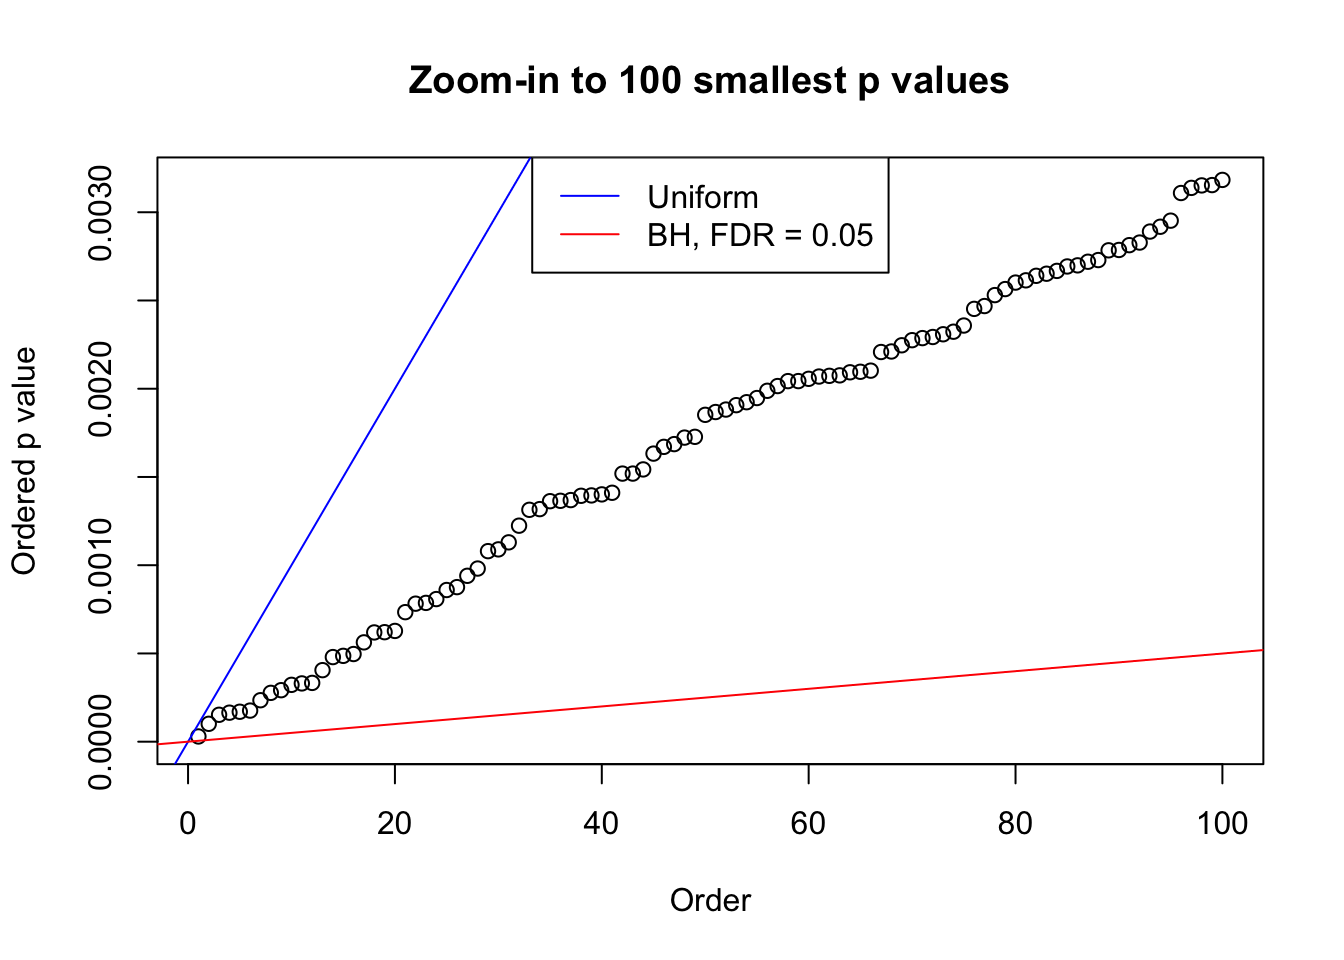 Zoom-in to 100 smallest p values
Uniform
BH, FDR = 0.05
Ordered p value
0.0030
0.0020
0.0010
0.0000
0 20 40 60 80 100
Order